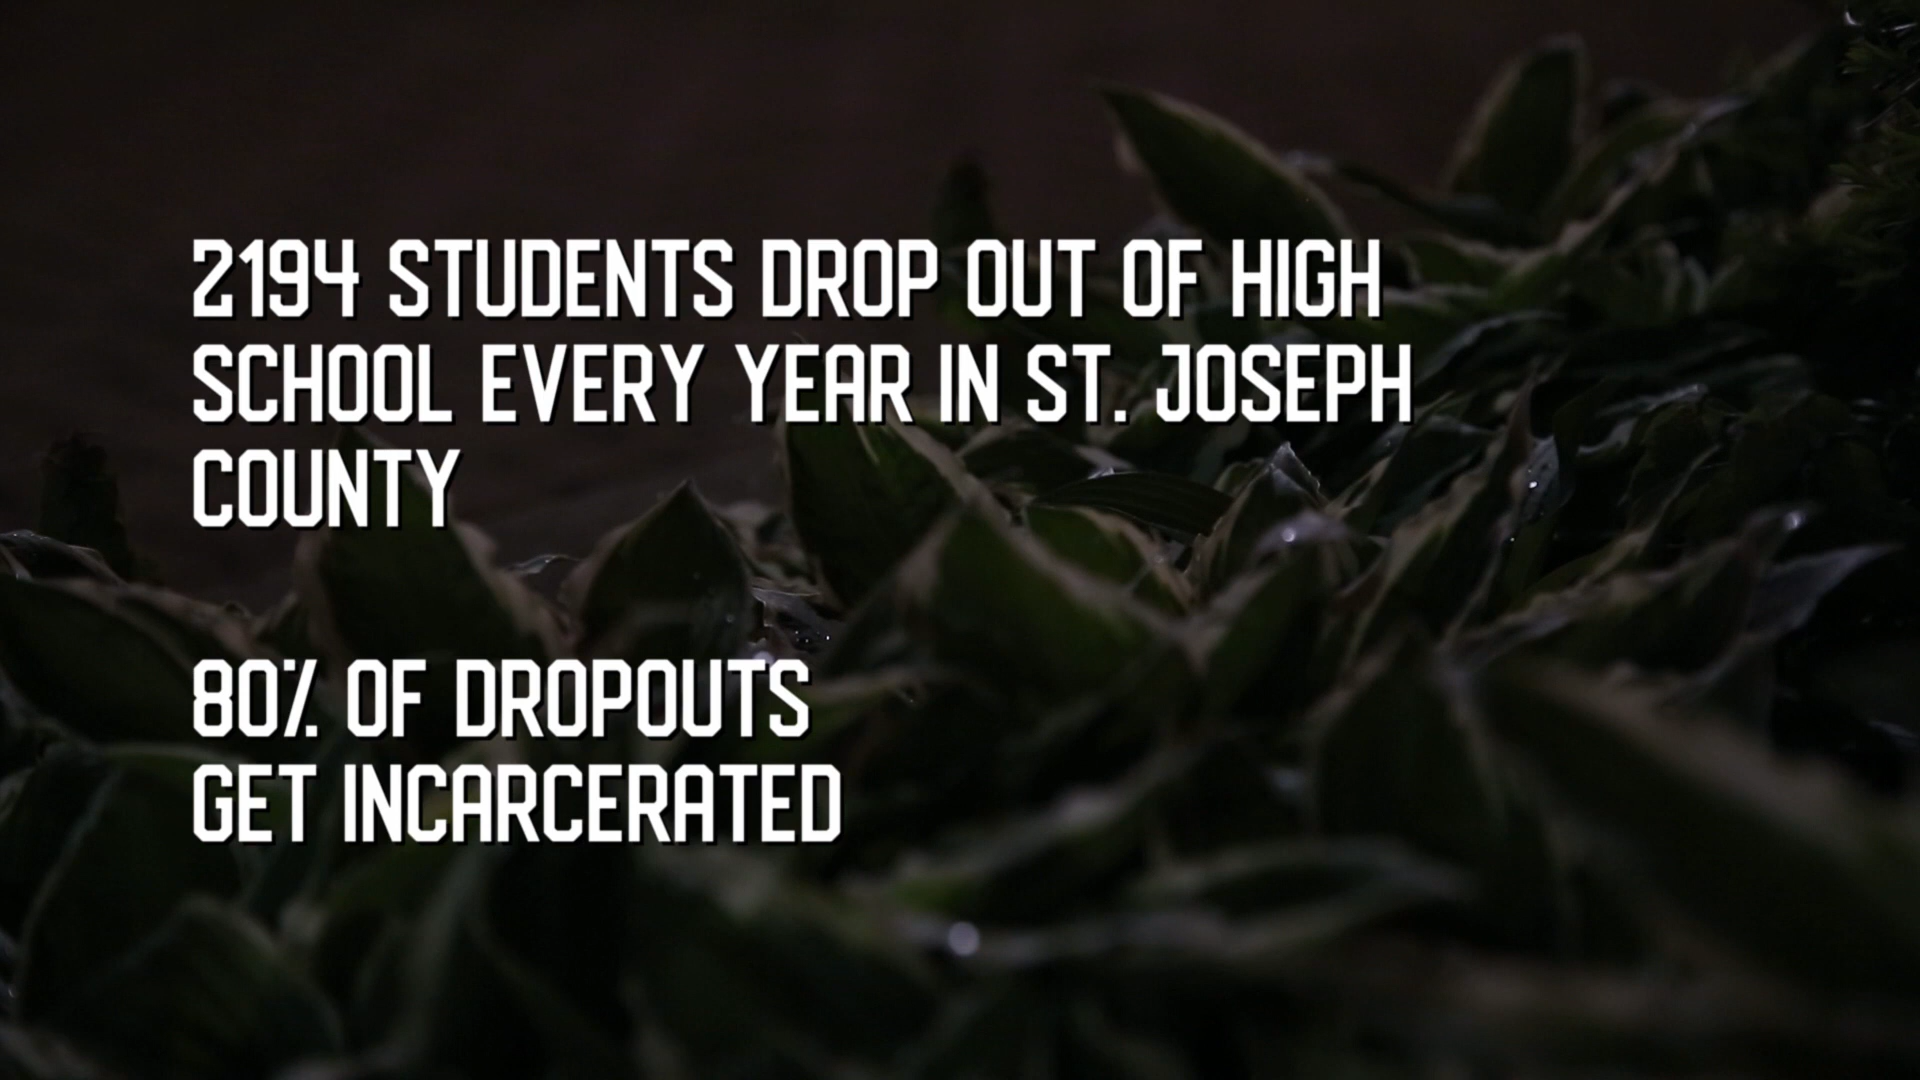 2194 STUDENTS DROP OUT OF HIGH
SCHOOL EVERY YEAR IN ST. JOSEPH
COUNTY
80% OF DROPOUTS
GET INCARCERATED